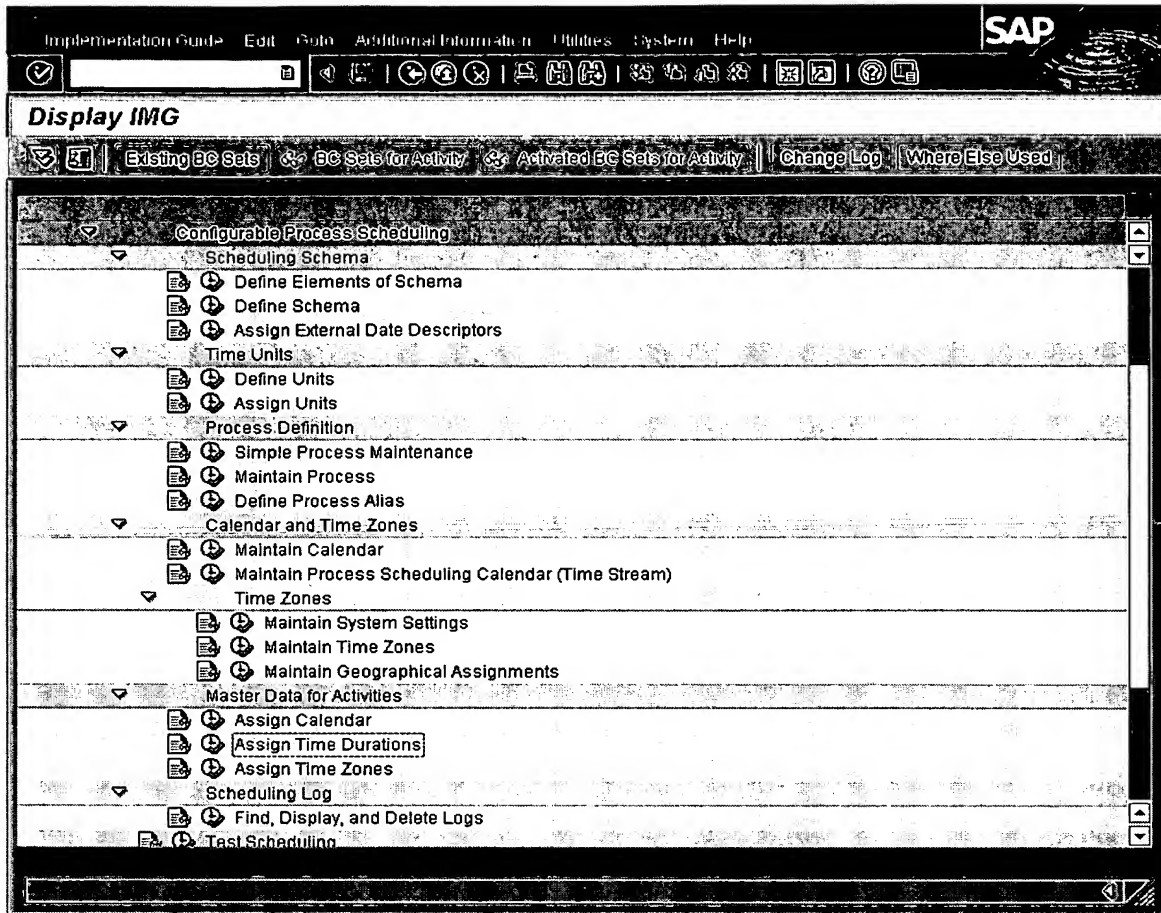 SAP
Implementation Guide Edit Goto Additional Information Utilities System Help
Display IMG
Existing BC Sets BC Sets for Activity Activated BC Sets for Activity Change Log Where Else Used
Configurable Process Scheduling
Scheduling Schema
Define Elements of Schema
Define Schema
Assign External Date Descriptors
Time Units
Define Units
Assign Units
Process Definition
Simple Process Maintenance
Maintain Process
Define Process Alias
Calendar and Time Zones
Maintain Calendar
Maintain Process Scheduling Calendar (Time Stream)
Time Zones
Maintain System Settings
Maintain Time Zones
Maintain Geographical Assignments
Master Data for Activities
Assign Calendar
Assign Time Durations
Assign Time Zones
Scheduling Log
Find, Display, and Delete Logs
Test Scheduling